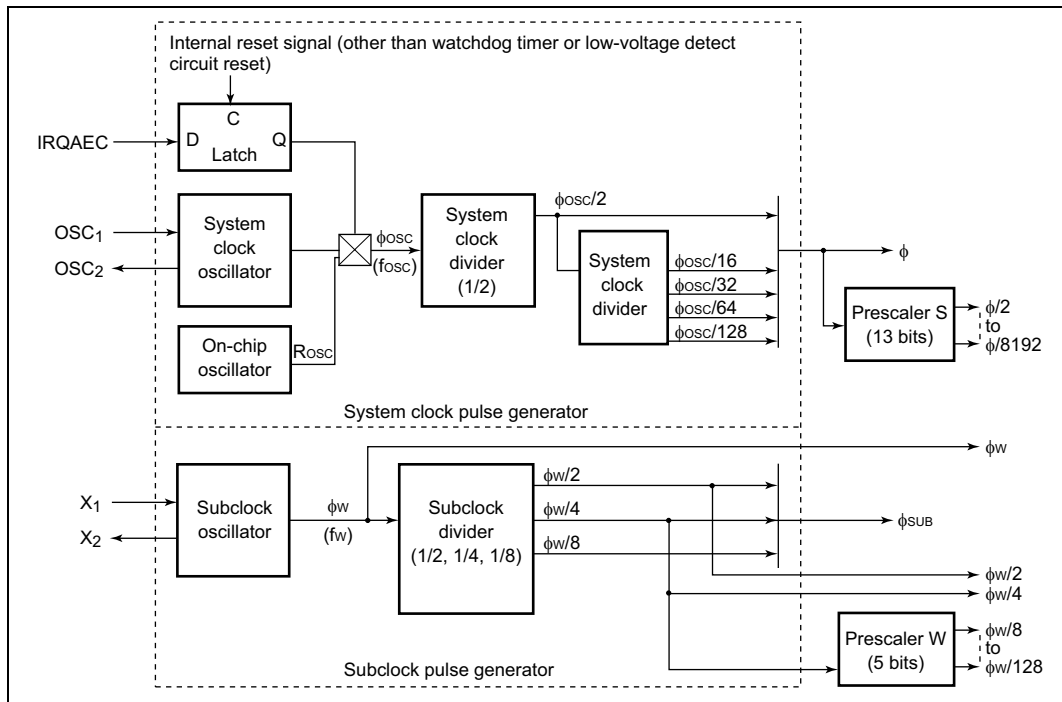 Internal reset signal (other than watchdog timer or low-voltage detect
circuit reset)
IRQAEC
C
D
Q
Latch
OSC1
OSC2
System
clock
oscillator
On-chip
oscillator
ROSC
φOSC
(fOSC)
System
clock
divider
(1/2)
φOSC/2
System
clock
divider
φOSC/16
φOSC/32
φOSC/64
φOSC/128
φ
Prescaler S
(13 bits)
φ/2
to
φ/8192
System clock pulse generator
X1
X2
Subclock
oscillator
φW
(fW)
Subclock
divider
(1/2, 1/4, 1/8)
φW/2
φW/4
φW/8
φW
φSUB
φW/2
φW/4
Prescaler W
(5 bits)
φW/8
to
φW/128
Subclock pulse generator